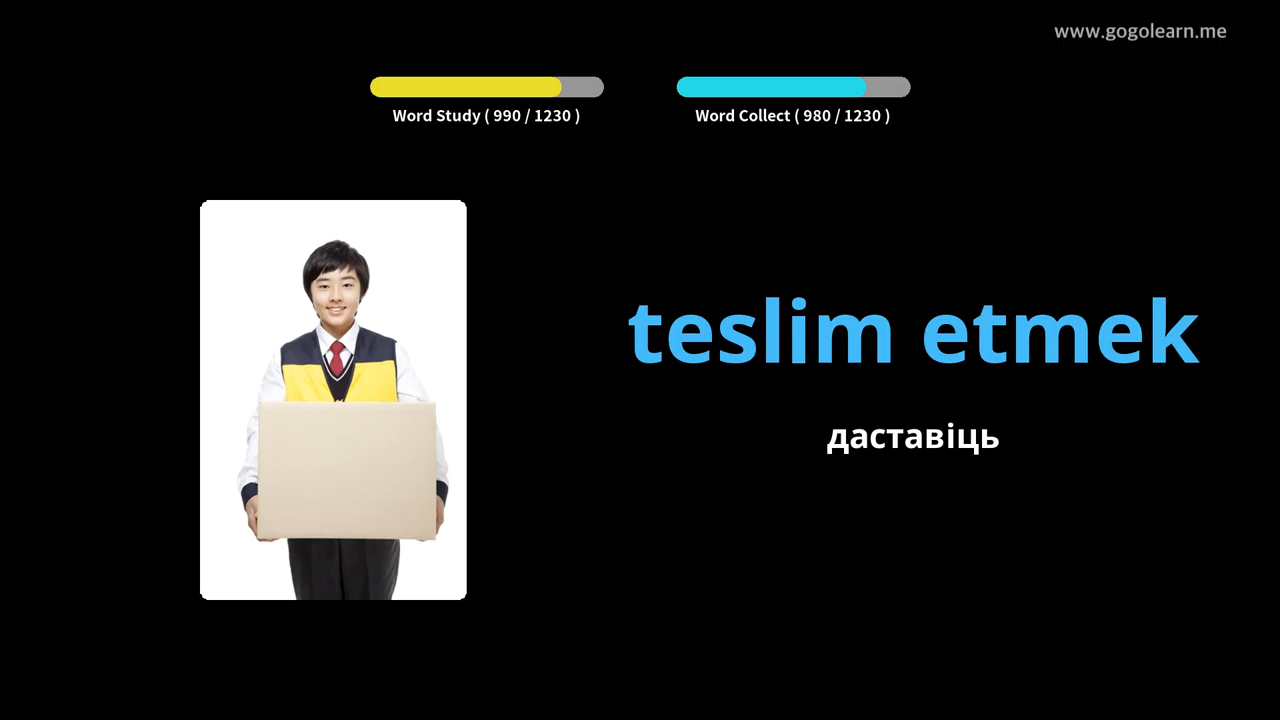 www.gogolearn.me
Word Study ( 990 / 1230 )
Word Collect ( 980 / 1230 )
teslim etmek
даставіць